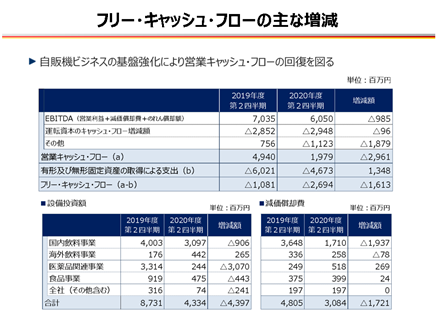 フリー・キャッシュ・フローの主な増減
▶ 自販機ビジネスの基盤強化により営業キャッシュ・フローの回復を図る
単位：百万円
2019年度 第2四半期 2020年度 第2四半期 増減額
EBITDA（営業利益+減価償却費+のれん償却額） 7,035 6,050 △985
運転資本のキャッシュ・フロー増減額 △2,852 △2,948 △96
その他 756 △1,123 △1,879
営業キャッシュ・フロー（a） 4,940 1,979 △2,961
有形及び無形固定資産の取得による支出（b） △6,021 △4,673 1,348
フリー・キャッシュ・フロー（a-b） △1,081 △2,694 △1,613
■設備投資額
単位：百万円
2019年度 第2四半期 2020年度 第2四半期 増減額
国内飲料事業 4,003 3,097 △906
海外飲料事業 176 442 265
医薬品関連事業 3,314 244 △3,070
食品事業 919 475 △443
全社（その他含む） 316 74 △241
合計 8,731 4,334 △4,397
■減価償却費
単位：百万円
2019年度 第2四半期 2020年度 第2四半期 増減額
3,648 1,710 △1,937
336 258 △78
249 518 269
375 399 24
197 197 0
4,805 3,084 △1,721